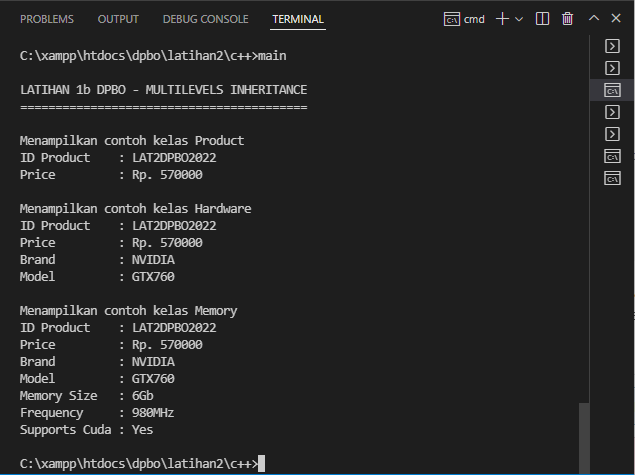 PROBLEMS OUTPUT DEBUG CONSOLE TERMINAL cmd
C:\xampp\htdocs\dpbo\latihan2\c++>main
LATIHAN 1b DPBO - MULTILEVELS INHERITANCE
=========================================
Menampilkan contoh kelas Product
ID Product : LAT2DPBO2022
Price : Rp. 570000
Menampilkan contoh kelas Hardware
ID Product : LAT2DPBO2022
Price : Rp. 570000
Brand : NVIDIA
Model : GTX760
Menampilkan contoh kelas Memory
ID Product : LAT2DPBO2022
Price : Rp. 570000
Brand : NVIDIA
Model : GTX760
Memory Size : 6Gb
Frequency : 980MHz
Supports Cuda : Yes
C:\xampp\htdocs\dpbo\latihan2\c++>